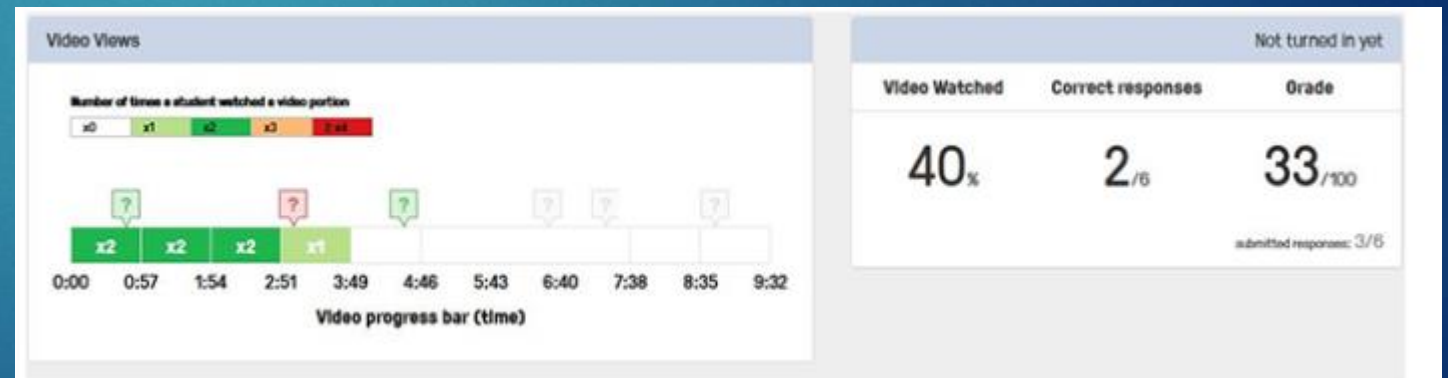 Video Views
Number of times a student watched a video portion
x0 x1 x2 x3
? ? ? ? ? ?
x2 x2 x2 x1
0:00 0:57 1:54 2:51 3:49 4:46 5:43 6:40 7:38 8:35 9:32
Video progress bar (time)
Not turned in yet
Video Watched Correct responses Grade
40% 2/6 33/100
submitted responses: 3/6